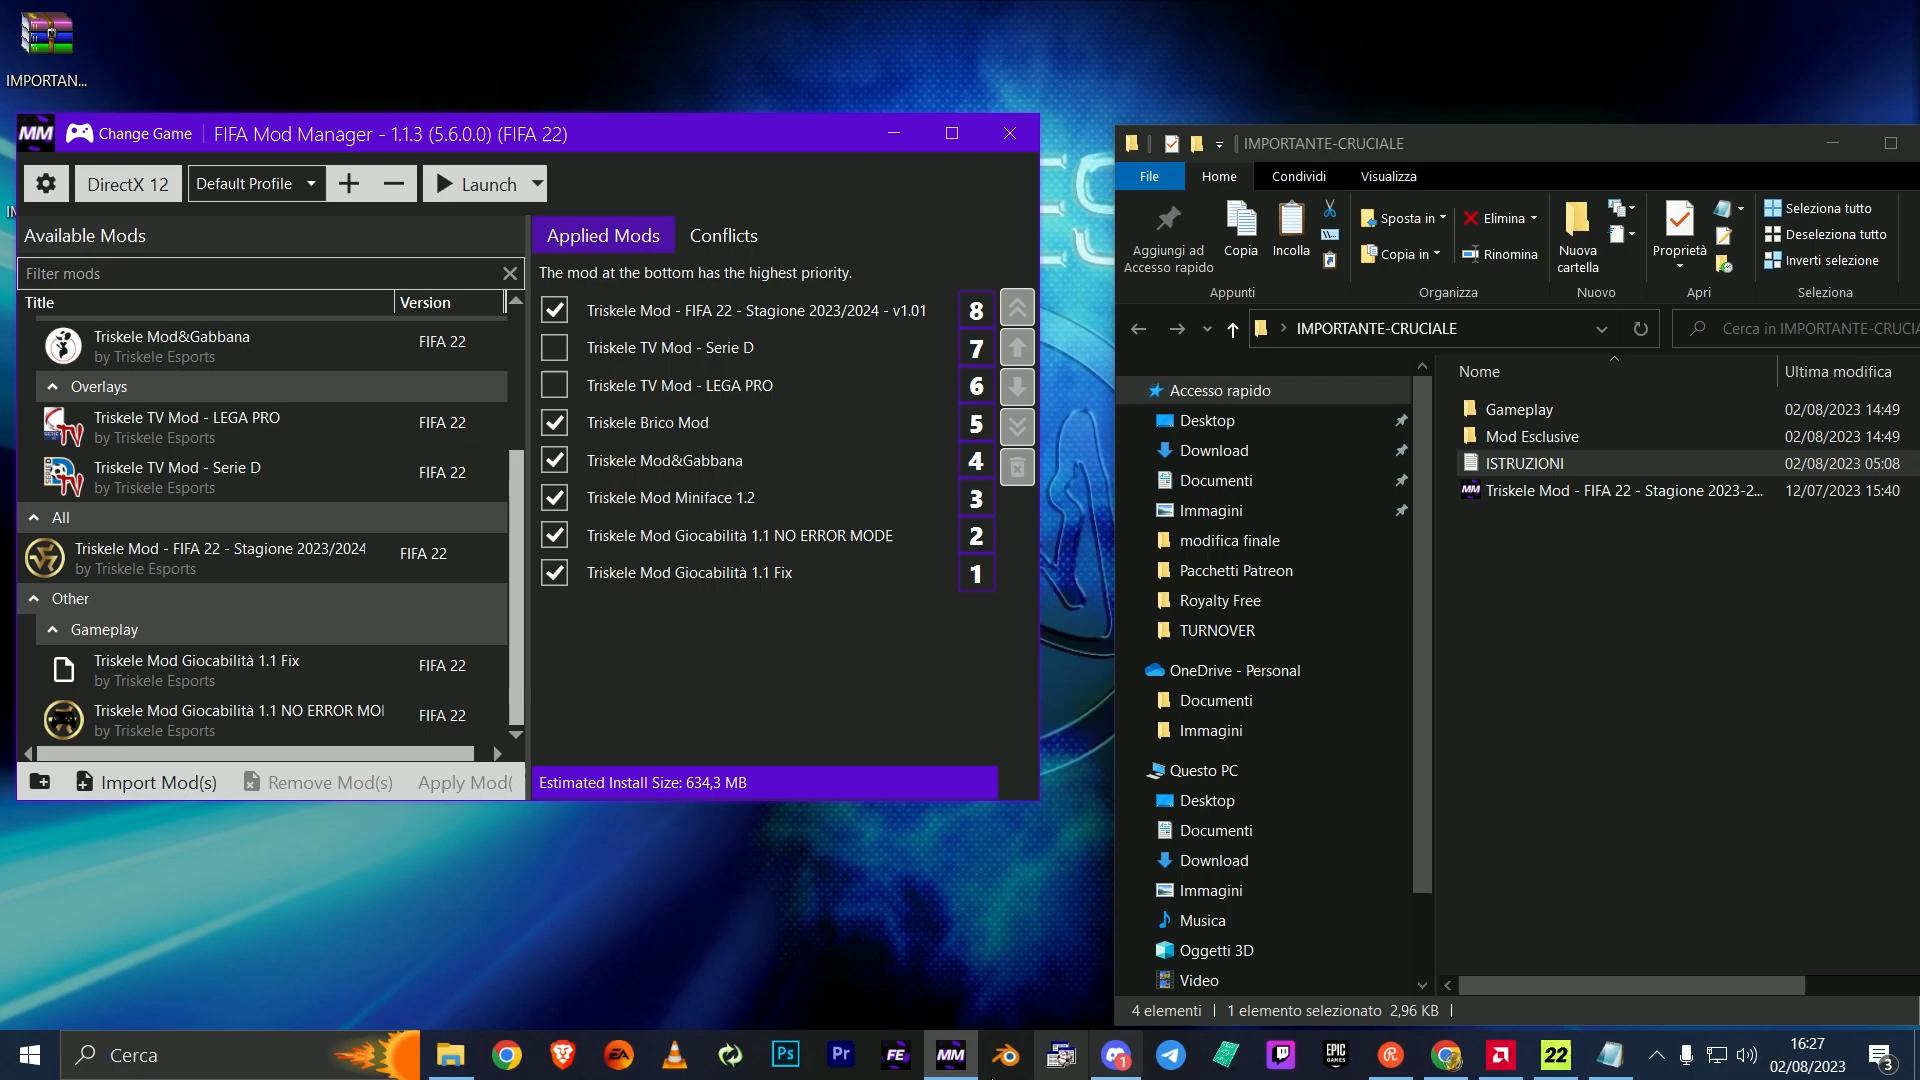 IMPORTAN...
MM
Change Game
FIFA Mod Manager - 1.1.3 (5.6.0.0) (FIFA 22)
DirectX 12
Default Profile
Launch
Available Mods
Filter mods
Title
Version
Triskele Mod&Gabbana
by Triskele Esports
FIFA 22
Overlays
Triskele TV Mod - LEGA PRO
by Triskele Esports
FIFA 22
Triskele TV Mod - Serie D
by Triskele Esports
FIFA 22
All
Triskele Mod - FIFA 22 - Stagione 2023/2024
by Triskele Esports
FIFA 22
Other
Gameplay
Triskele Mod Giocabilità 1.1 Fix
by Triskele Esports
FIFA 22
Triskele Mod Giocabilità 1.1 NO ERROR MO
by Triskele Esports
FIFA 22
Import Mod(s)
Remove Mod(s)
Apply Mod(
Applied Mods
Conflicts
The mod at the bottom has the highest priority.
Triskele Mod - FIFA 22 - Stagione 2023/2024 - v1.01 8
Triskele TV Mod - Serie D 7
Triskele TV Mod - LEGA PRO 6
Triskele Brico Mod 5
Triskele Mod&Gabbana 4
Triskele Mod Miniface 1.2 3
Triskele Mod Giocabilità 1.1 NO ERROR MODE 2
Triskele Mod Giocabilità 1.1 Fix 1
Estimated Install Size: 634,3 MB
IMPORTANTE-CRUCIALE
File
Home
Condividi
Visualizza
Aggiungi ad
Accesso rapido
Copia
Incolla
Appunti
Sposta in
Copia in
Elimina
Rinomina
Organizza
Nuova
cartella
Nuovo
Proprietà
Apri
Seleziona tutto
Deseleziona tutto
Inverti selezione
Seleziona
IMPORTANTE-CRUCIALE
Cerca in IMPORTANTE-CRUCIA
Accesso rapido
Desktop
Download
Documenti
Immagini
modifica finale
Pacchetti Patreon
Royalty Free
TURNOVER
OneDrive - Personal
Documenti
Immagini
Questo PC
Desktop
Documenti
Download
Immagini
Musica
Oggetti 3D
Video
Nome
Ultima modifica
Gameplay 02/08/2023 14:49
Mod Esclusive 02/08/2023 14:49
ISTRUZIONI 02/08/2023 05:08
Triskele Mod - FIFA 22 - Stagione 2023-2... 12/07/2023 15:40
4 elementi
1 elemento selezionato 2,96 KB
Cerca
EA
Ps
Pr
FE
MM
1
EPIC
GAMES
22
16:27
02/08/2023
3